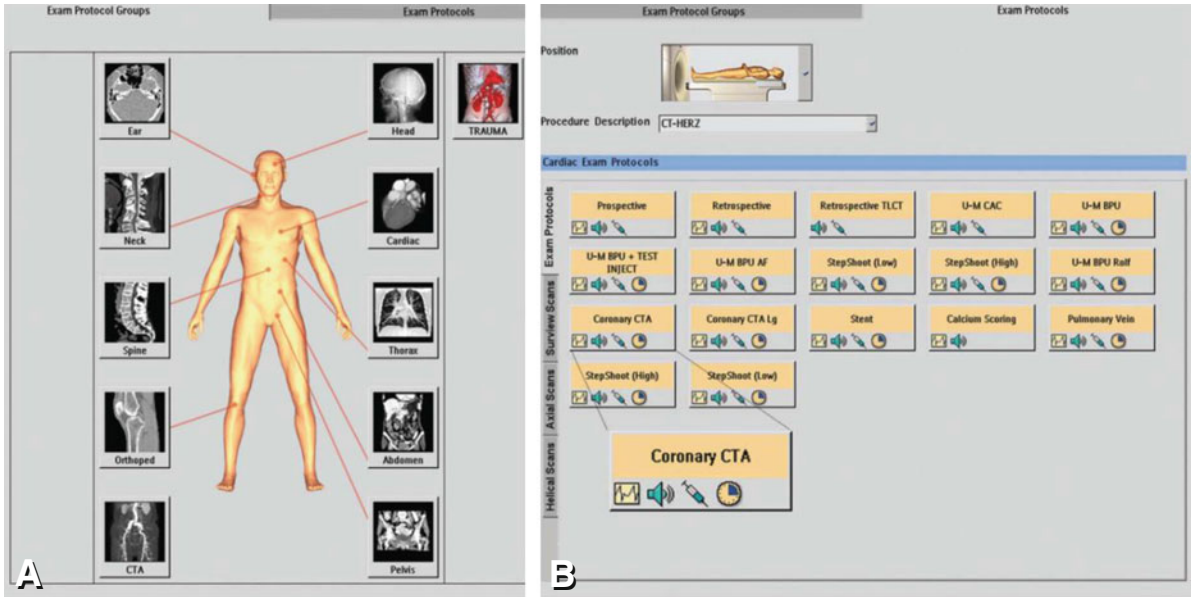 Exam Protocol Groups
Exam Protocols
Ear
Head
TRAUMA
Neck
Cardiac
Spine
Thorax
Orthoped
Abdomen
CTA
Pelvis
A
Exam Protocol Groups
Exam Protocols
Position
Procedure Description
CT-HERZ
Cardiac Exam Protocols
Exam Protocols
Surview Scans
Axial Scans
Helical Scans
Prospective
Retrospective
Retrospective TLCT
U-M CAC
U-M BPU
U-M BPU + TEST
INJECT
U-M BPU AF
StepShoot (Low)
StepShoot (High)
U-M BPU Rolf
Coronary CTA
Coronary CTA Lg
Stent
Calcium Scoring
Pulmonary Vein
StepShoot (High)
StepShoot (Low)
Coronary CTA
B